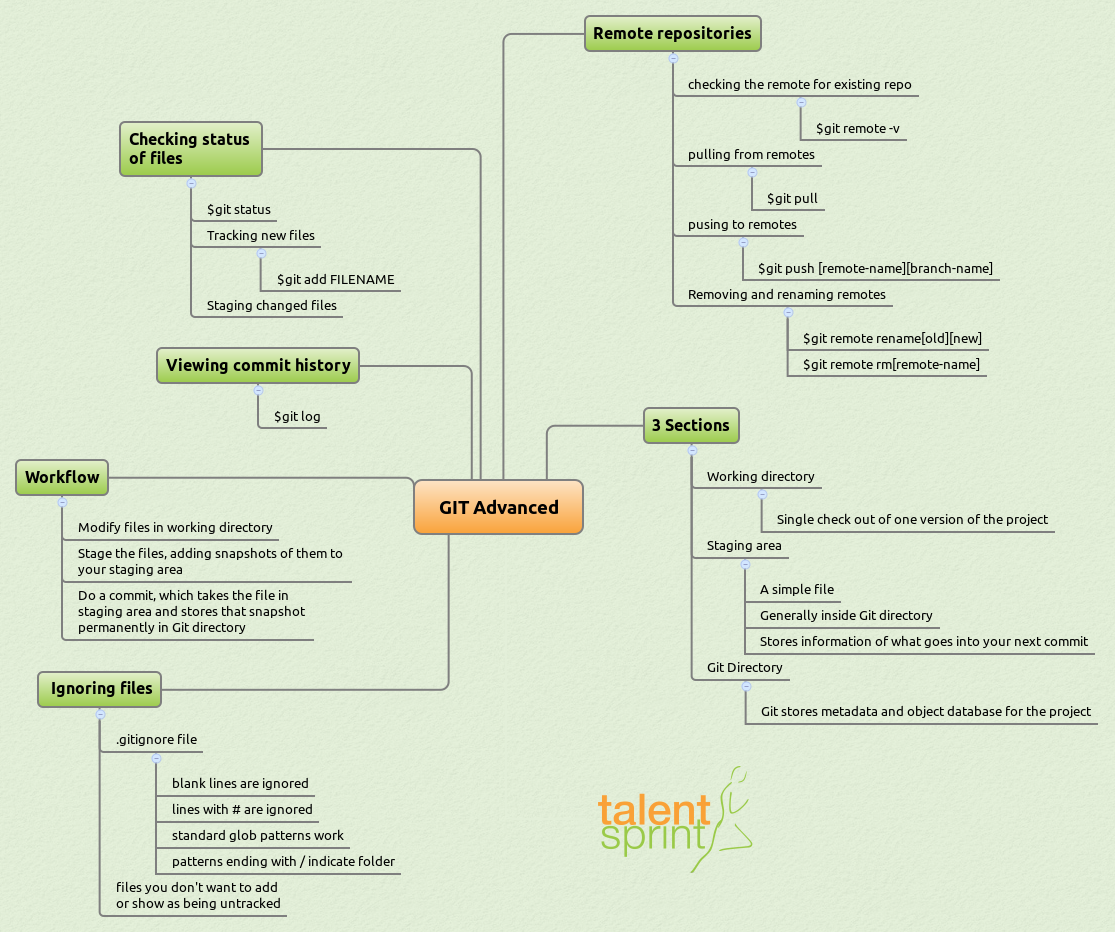 Remote repositories
checking the remote for existing repo
$git remote -v
pulling from remotes
$git pull
pusing to remotes
$git push [remote-name][branch-name]
Removing and renaming remotes
$git remote rename[old][new]
$git remote rm[remote-name]
Checking status
of files
$git status
Tracking new files
$git add FILENAME
Staging changed files
Viewing commit history
$git log
3 Sections
Working directory
Single check out of one version of the project
Staging area
A simple file
Generally inside Git directory
Stores information of what goes into your next commit
Git Directory
Git stores metadata and object database for the project
GIT Advanced
Workflow
Modify files in working directory
Stage the files, adding snapshots of them to
your staging area
Do a commit, which takes the file in
staging area and stores that snapshot
permanently in Git directory
Ignoring files
.gitignore file
blank lines are ignored
lines with # are ignored
standard glob patterns work
patterns ending with / indicate folder
files you don't want to add
or show as being untracked
talent
sprint